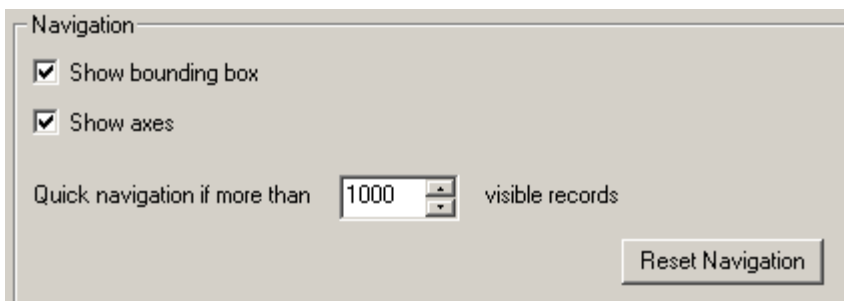 Navigation
Show bounding box
Show axes
Quick navigation if more than 1000 visible records
Reset Navigation